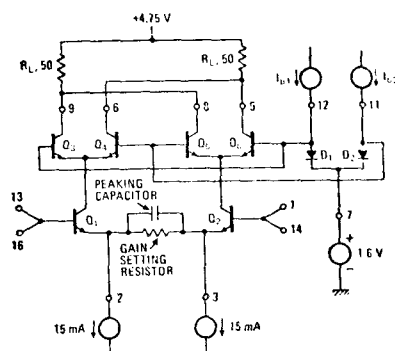 +4.75 V
RL, 50
RL, 50
9
6
8
5
12
11
Q3
Q4
Q5
Q6
D1
D2
PEAKING
CAPACITOR
13
16
Q1
Q2
1
14
7
GAIN
SETTING
RESISTOR
+
1.6 V
−
2
3
15 mA
15 mA